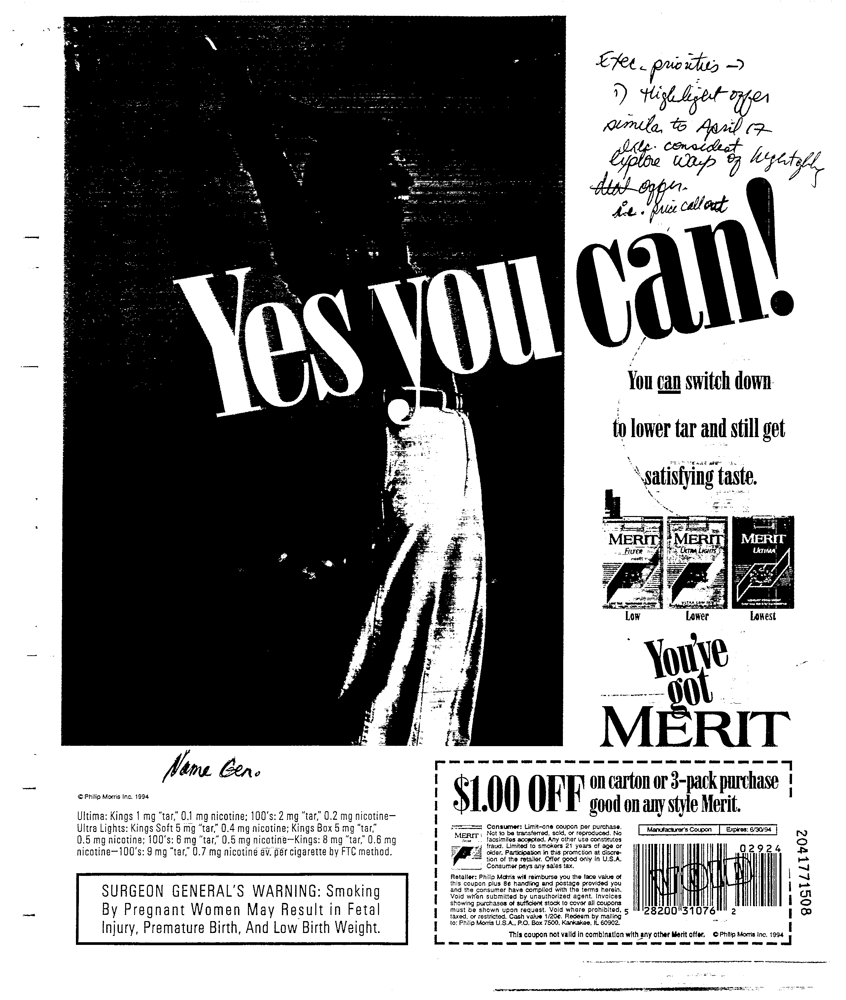 Exec. priorities →
1) Highlight offer
similar to April 17
explore ways of
offer.
i.e. price callout
Yes, you can!
You can switch down
to lower tar and still get
satisfying taste.
MERIT MERIT MERIT
FILTER ULTRA LIGHTS ULTIMA
Low Lower Lowest
You've
got
MERIT
Name Gen.
© Philip Morris Inc. 1994
Ultima: Kings 1 mg "tar," 0.1 mg nicotine; 100's: 2 mg "tar," 0.2 mg nicotine—
Ultra Lights: Kings Soft 5 mg "tar," 0.4 mg nicotine; Kings Box 5 mg "tar,"
0.5 mg nicotine; 100's: 6 mg "tar," 0.5 mg nicotine—Kings: 8 mg "tar," 0.6 mg
nicotine—100's: 9 mg "tar," 0.7 mg nicotine av. per cigarette by FTC method.
SURGEON GENERAL'S WARNING: Smoking
By Pregnant Women May Result in Fetal
Injury, Premature Birth, And Low Birth Weight.
$1.00 OFF on carton or 3-pack purchase
good on any style Merit.
MERIT
Consumer: Limit—one coupon per purchase.
Not to be transferred, sold, or reproduced. No
facsimiles accepted. Any other use constitutes
fraud. Limited to smokers 21 years of age or
older. Participation in this promotion at discre-
tion of the retailer. Offer good only in U.S.A.
Consumer pays any sales tax.
Retailer: Philip Morris will reimburse you the face value of
this coupon plus 8¢ handling and postage provided you
and the consumer have complied with the terms herein.
Void when submitted by unauthorized agent. Invoices
showing purchases of sufficient stock to cover all coupons
must be shown upon request. Void where prohibited,
taxed, or restricted. Cash value 1/20¢. Redeem by mailing
to: Philip Morris U.S.A., P.O. Box 7500, Kankakee, IL 60902.
Manufacturer's Coupon Expires: 6/30/94
02924
VOID
5 28200 31076 2
This coupon not valid in combination with any other Merit offer. © Philip Morris Inc. 1994
2041771508